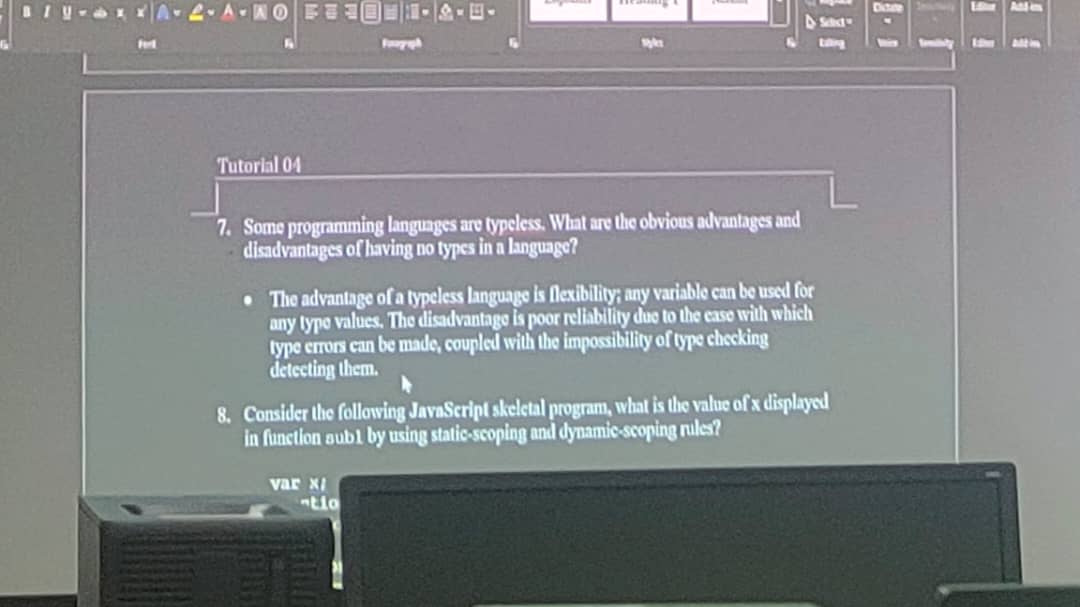 Dictate
Editor
Add-ins
Select
Font
Paragraph
Styles
Editing
Voice
Sensitivity
Editor
Add-ins
Tutorial 04
7. Some programming languages are typeless. What are the obvious advantages and
disadvantages of having no types in a language?
• The advantage of a typeless language is flexibility; any variable can be used for
any type values. The disadvantage is poor reliability due to the ease with which
type errors can be made, coupled with the impossibility of type checking
detecting them.
8. Consider the following JavaScript skeletal program, what is the value of x displayed
in function sub1 by using static-scoping and dynamic-scoping rules?
var x;